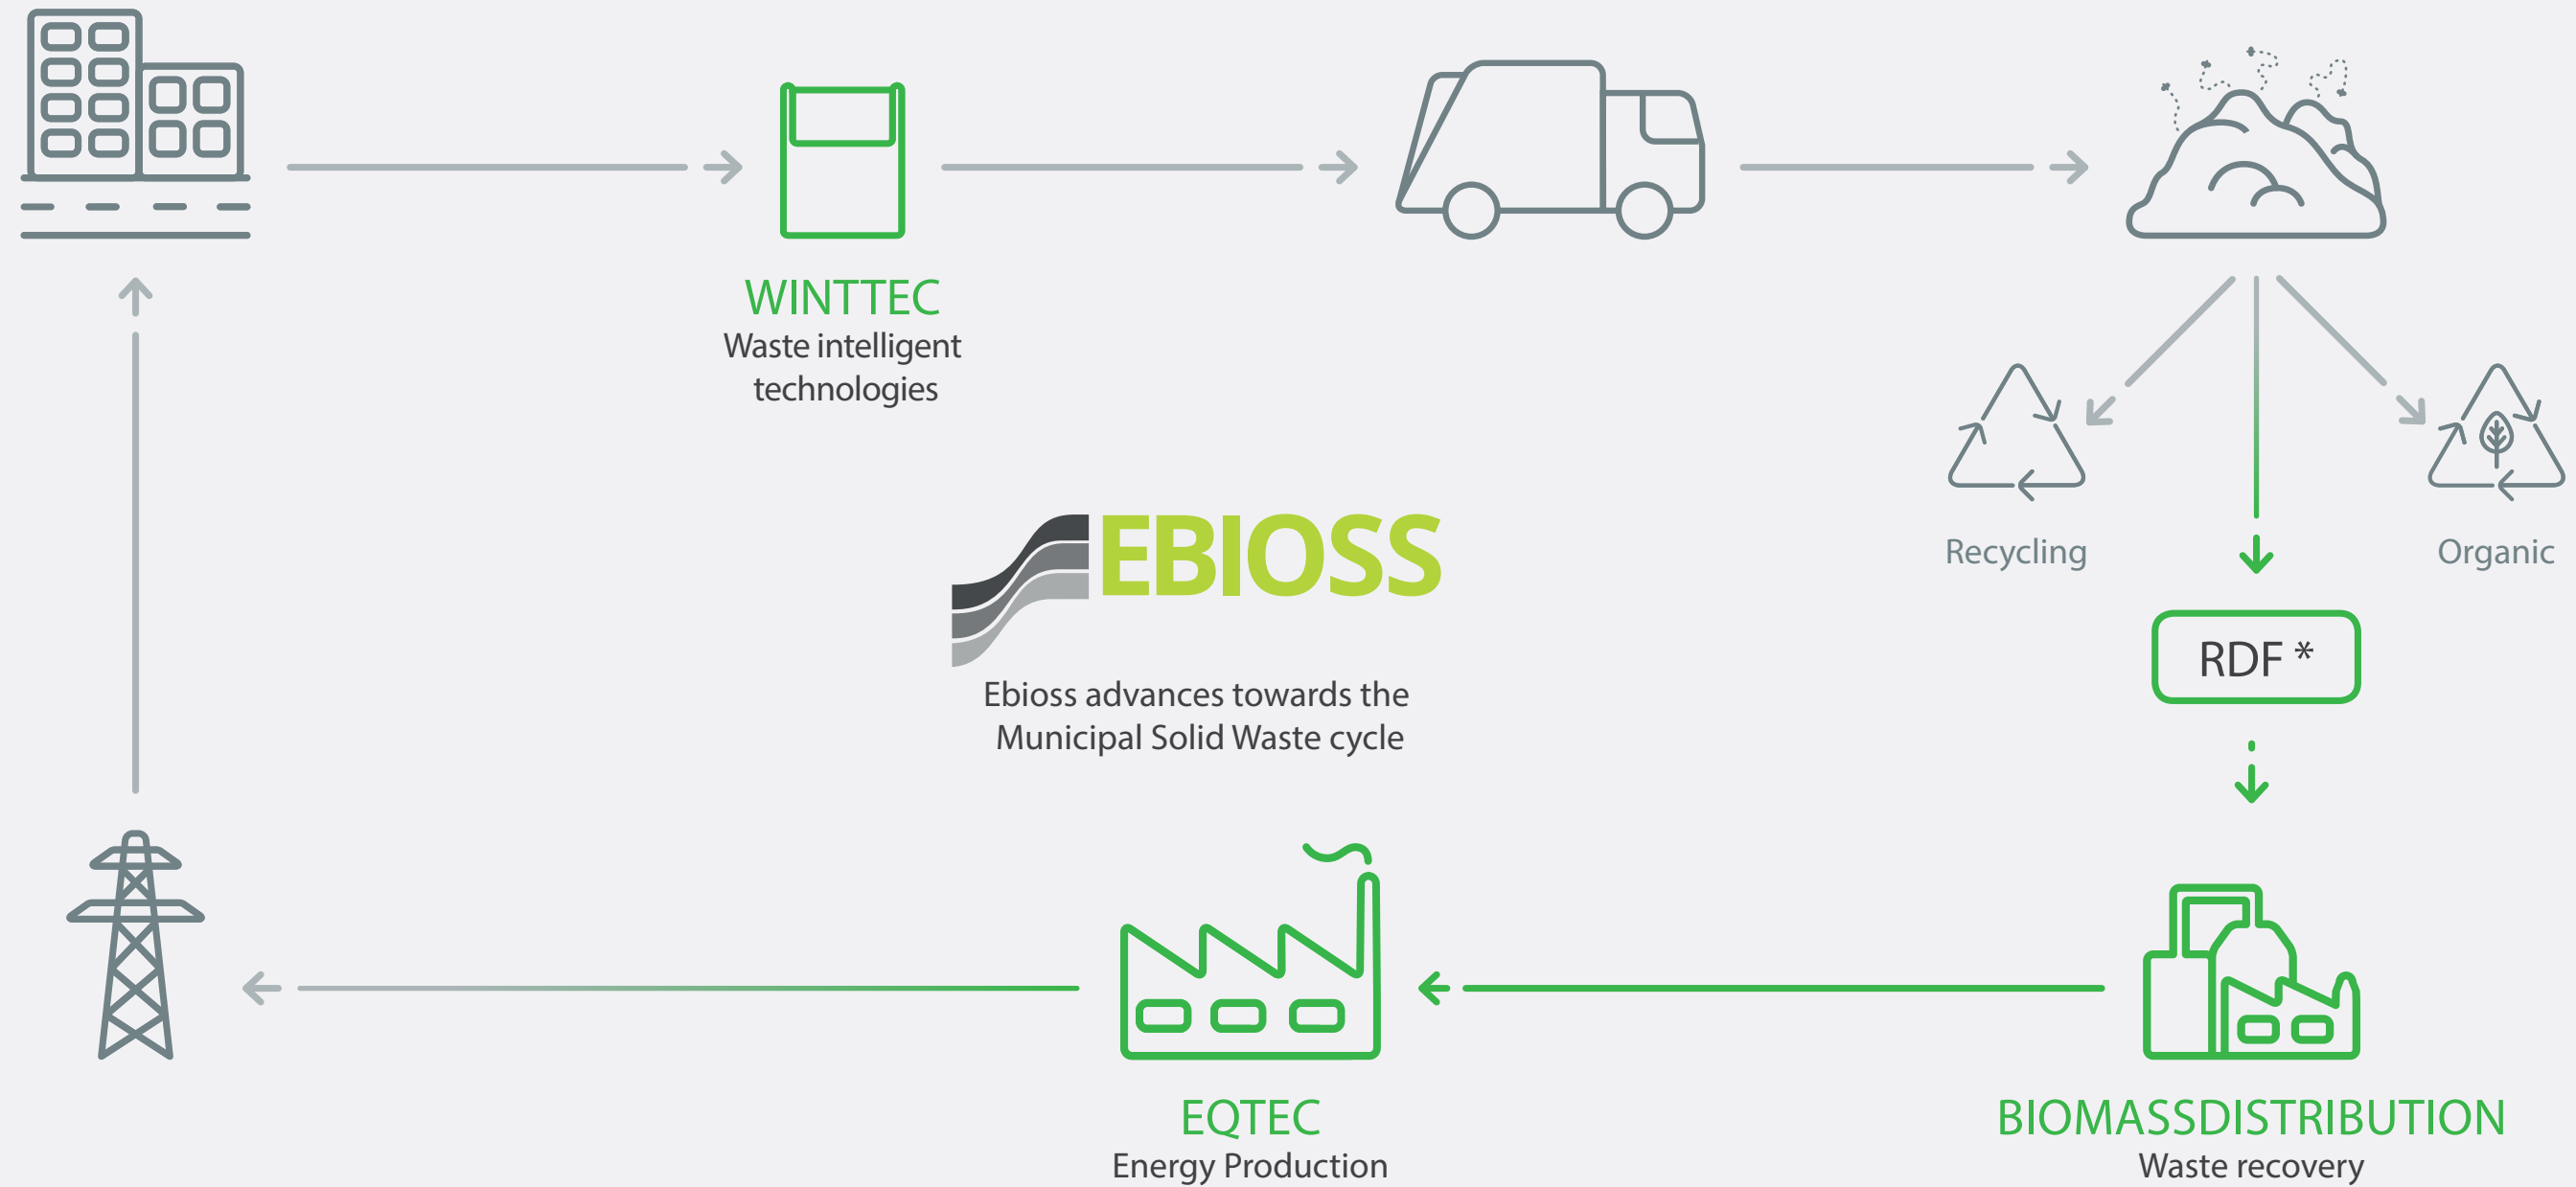 WINTTEC
Waste intelligent
technologies
Recycling
Organic
EBIOSS
RDF *
Ebioss advances towards the
Municipal Solid Waste cycle
EQTEC
Energy Production
BIOMASSDISTRIBUTION
Waste recovery